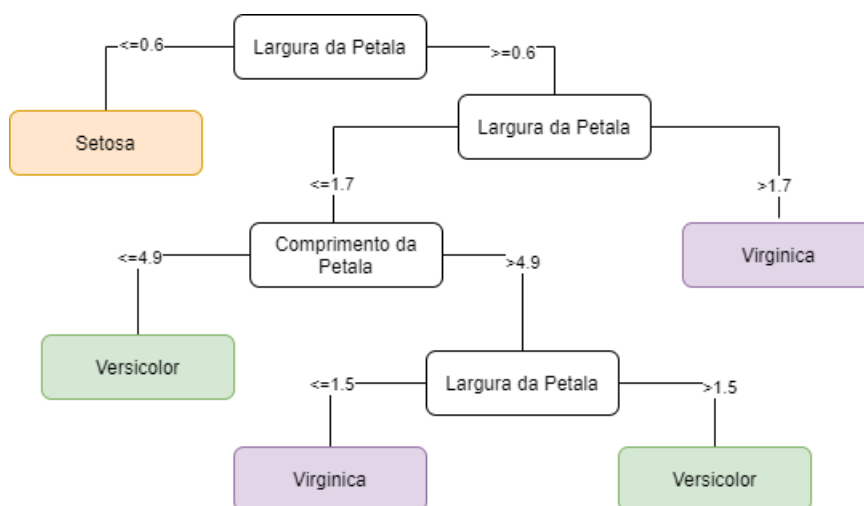 <=0.6
Largura da Petala
>=0.6
Setosa
Largura da Petala
<=1.7
>1.7
<=4.9
Comprimento da
Petala
>4.9
Virginica
Versicolor
<=1.5
Largura da Petala
>1.5
Virginica
Versicolor